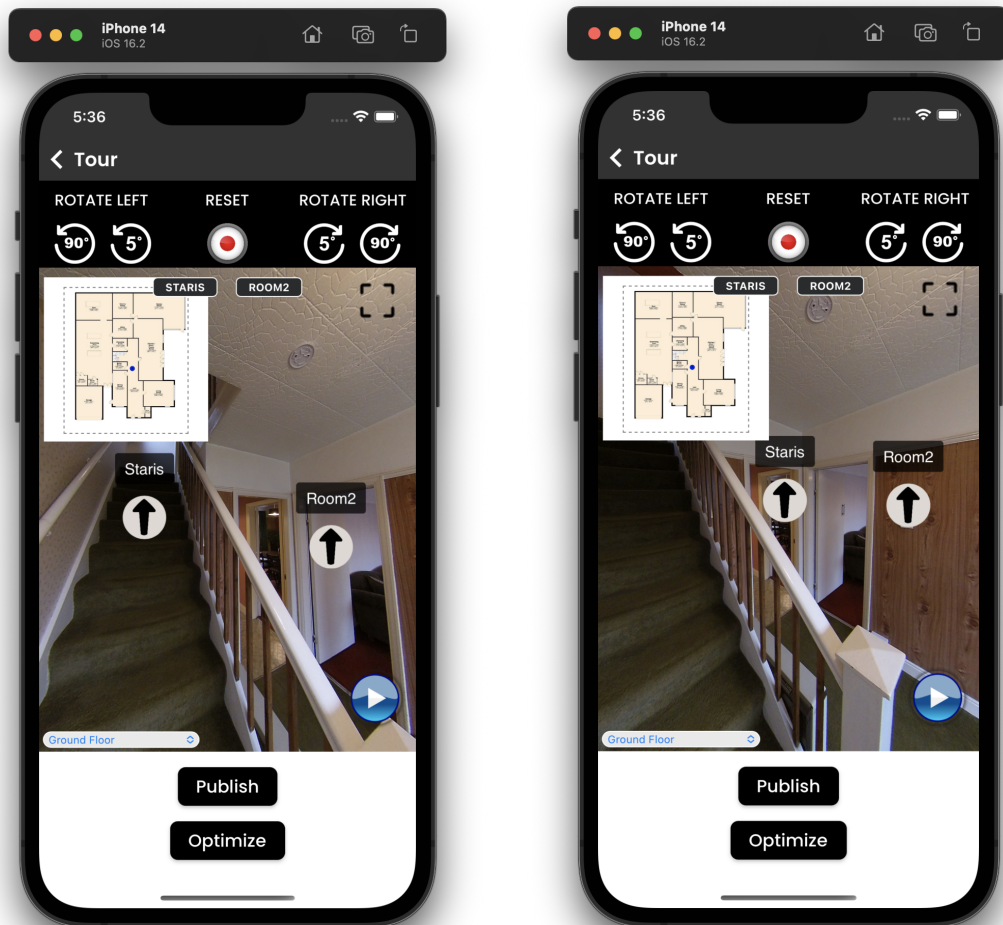 iPhone 14
iOS 16.2
5:36
Tour
ROTATE LEFT
RESET
ROTATE RIGHT
90°
5°
5°
90°
STARIS
ROOM2
Staris
Room2
Ground Floor
Publish
Optimize
iPhone 14
iOS 16.2
5:36
Tour
ROTATE LEFT
RESET
ROTATE RIGHT
90°
5°
5°
90°
STARIS
ROOM2
Staris
Room2
Ground Floor
Publish
Optimize